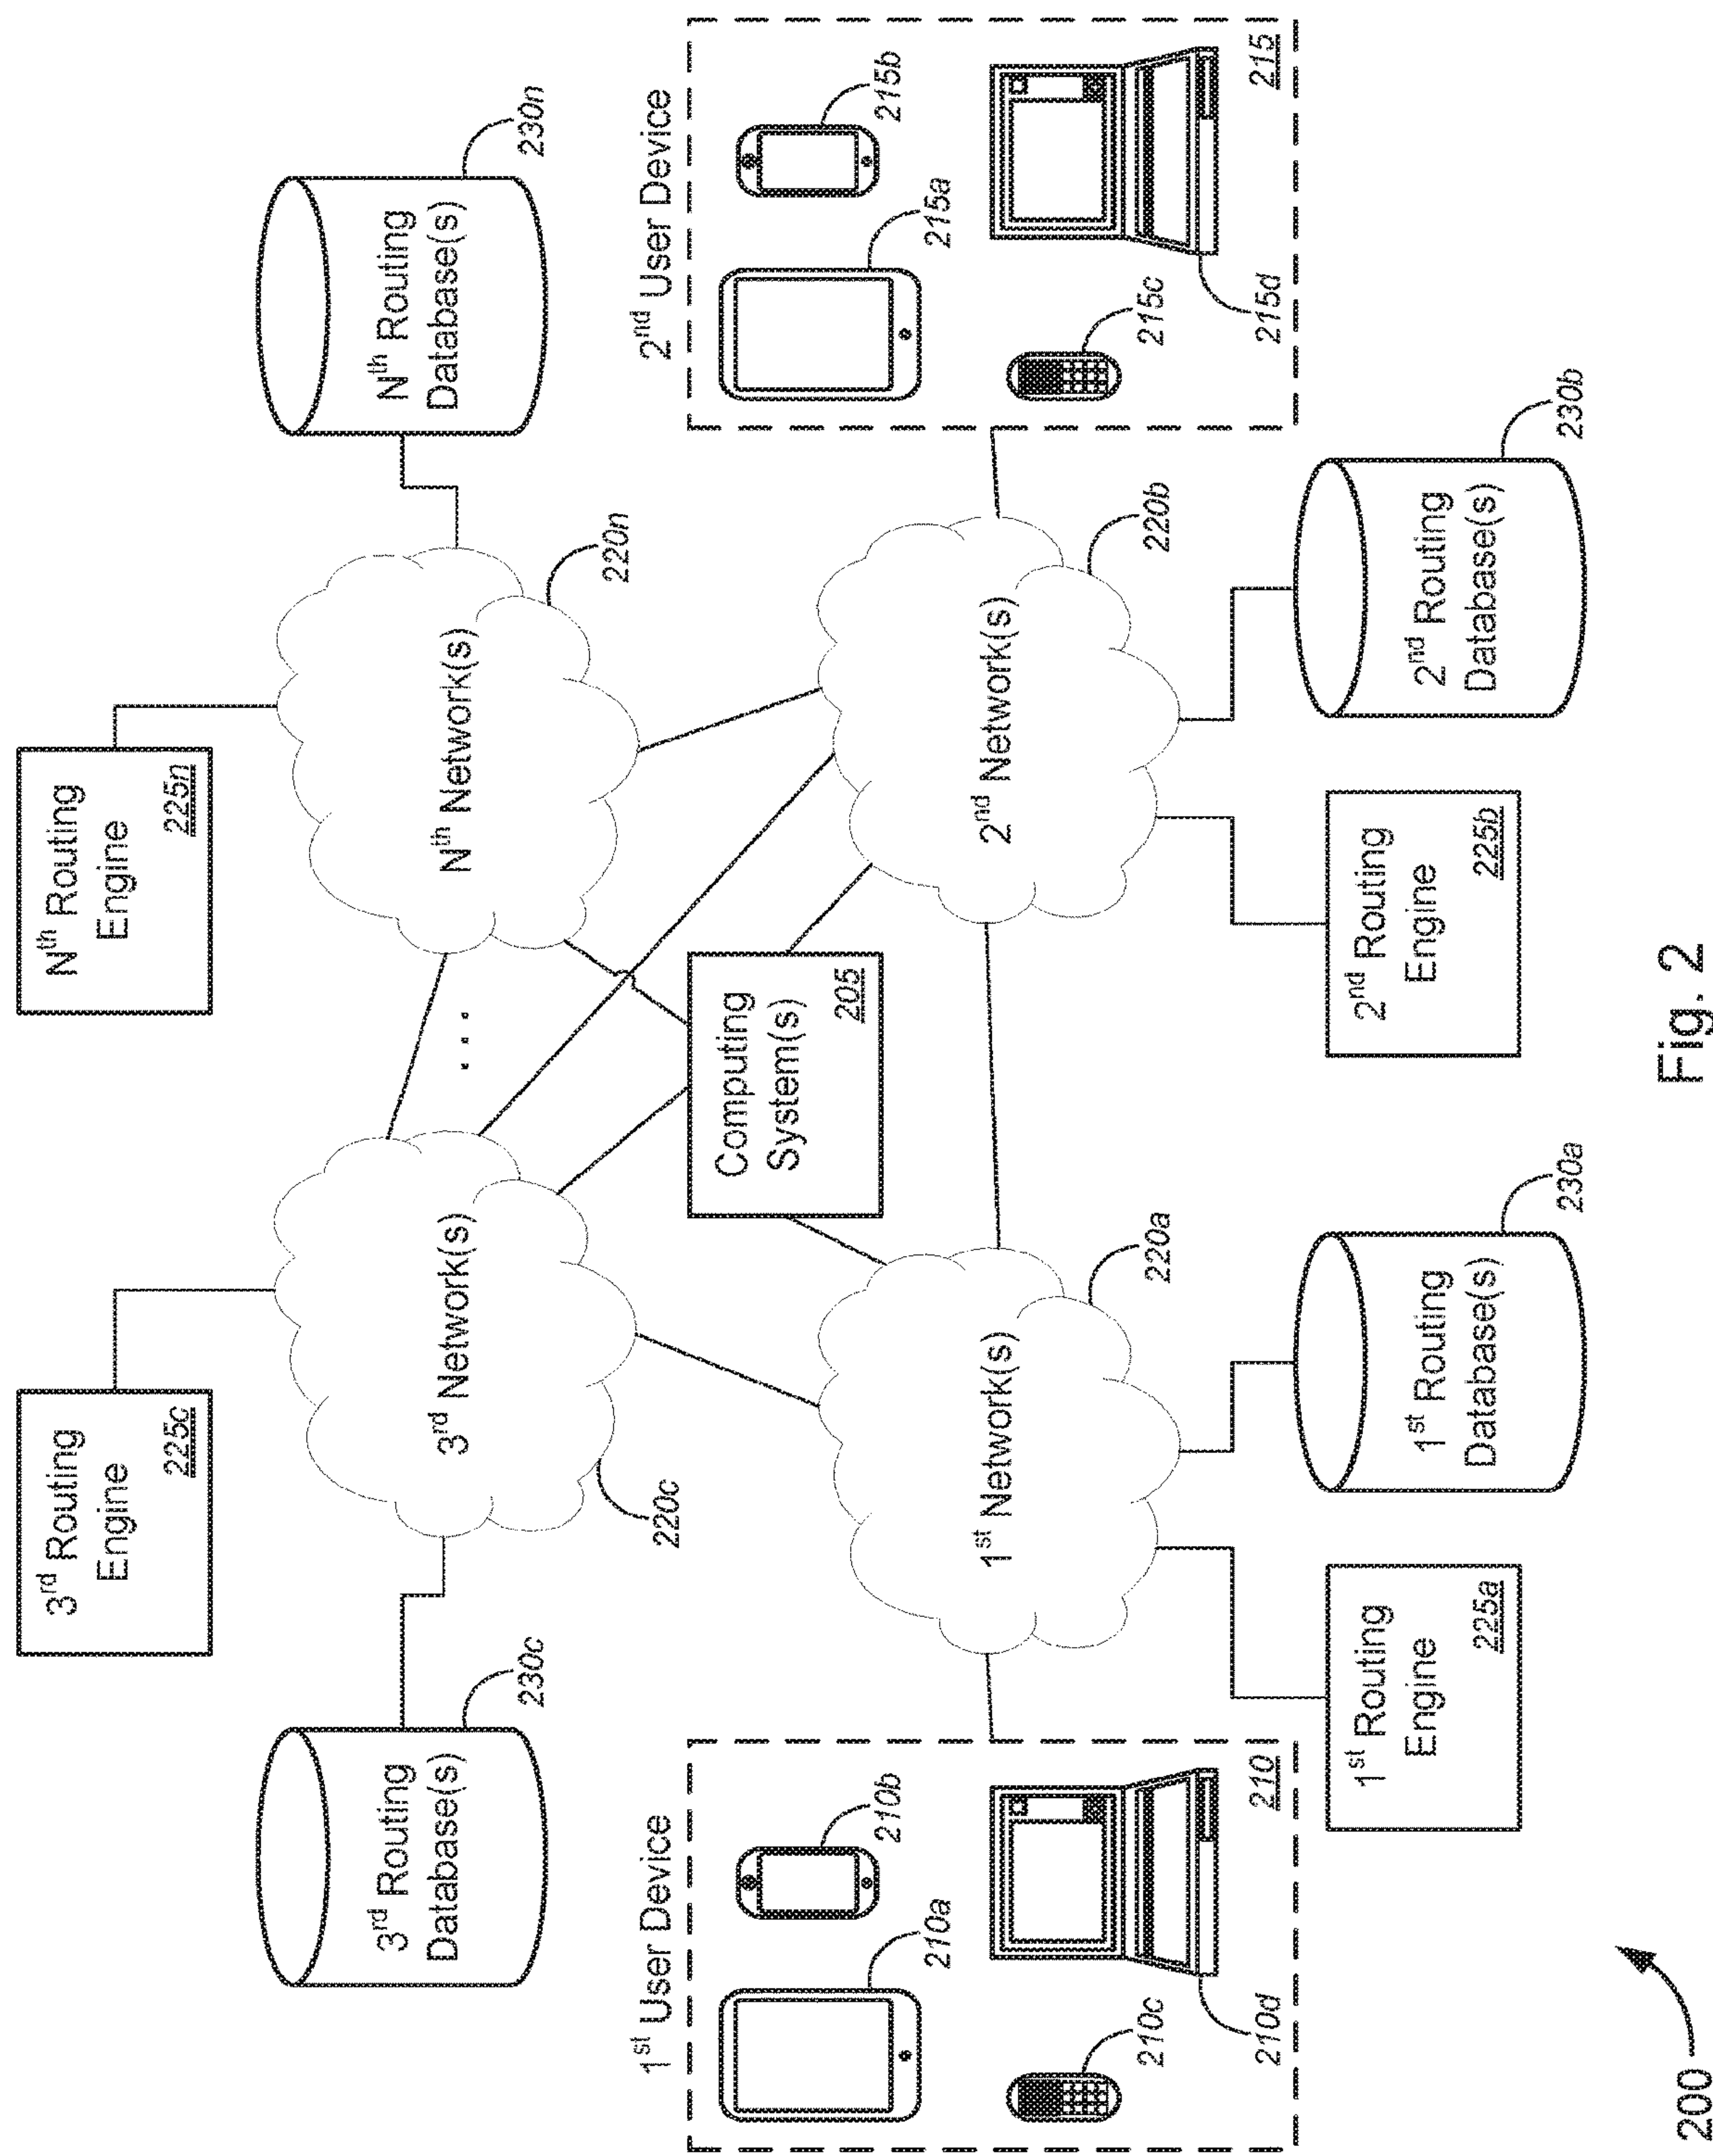 3rd Routing
Engine
225c
Nth Routing
Engine
225n
3rd Routing
Database(s)
230c
3rd Network(s)
220c
. . .
Nth Network(s)
220n
Nth Routing
Database(s)
230n
1st User Device
210a
210b
210c
210d
210
Computing
System(s)
205
2nd User Device
215a
215b
215c
215d
215
1st Network(s)
220a
2nd Network(s)
220b
1st Routing
Engine
225a
1st Routing
Database(s)
230a
2nd Routing
Engine
225b
2nd Routing
Database(s)
230b
200
Fig. 2